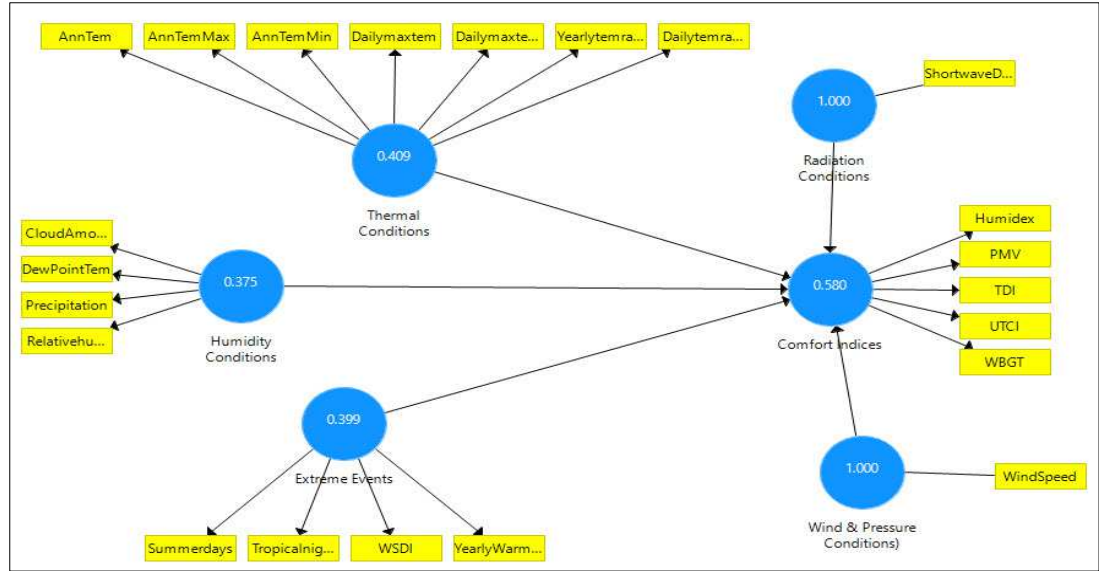 AnnTem
AnnTemMax
AnnTemMin
Dailymaxtem
Dailymaxte...
Yearlytemra...
Dailytemra...
ShortwaveD...
1.000
Radiation
Conditions
0.409
Thermal
Conditions
CloudAmo...
DewPointTem
Precipitation
Relativehu...
0.375
Humidity
Conditions
Humidex
PMV
TDI
UTCI
WBGT
0.580
Comfort Indices
0.399
Extreme Events
Summerdays
Tropicalnig...
WSDI
YearlyWarm...
1.000
Wind & Pressure
Conditions)
WindSpeed